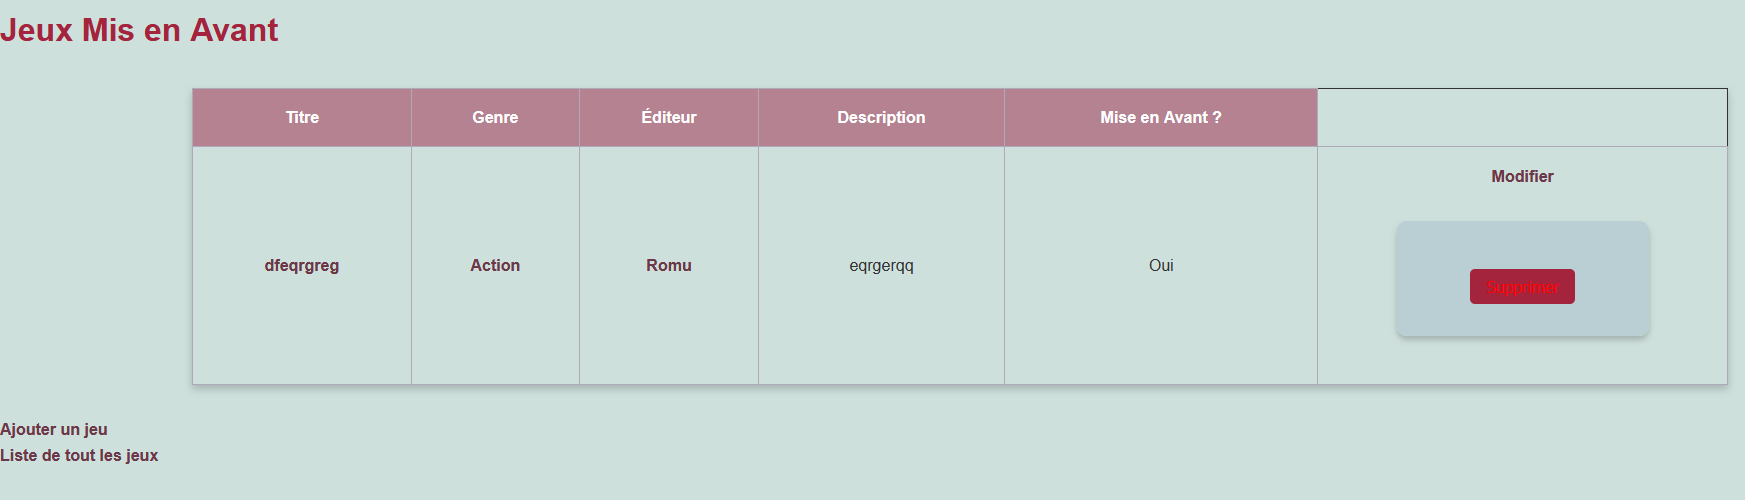 Jeux Mis en Avant
Titre Genre Éditeur Description Mise en Avant ?
Modifier
dfeqrgreg Action Romu eqrgerqq Oui
Supprimer
Ajouter un jeu
Liste de tout les jeux